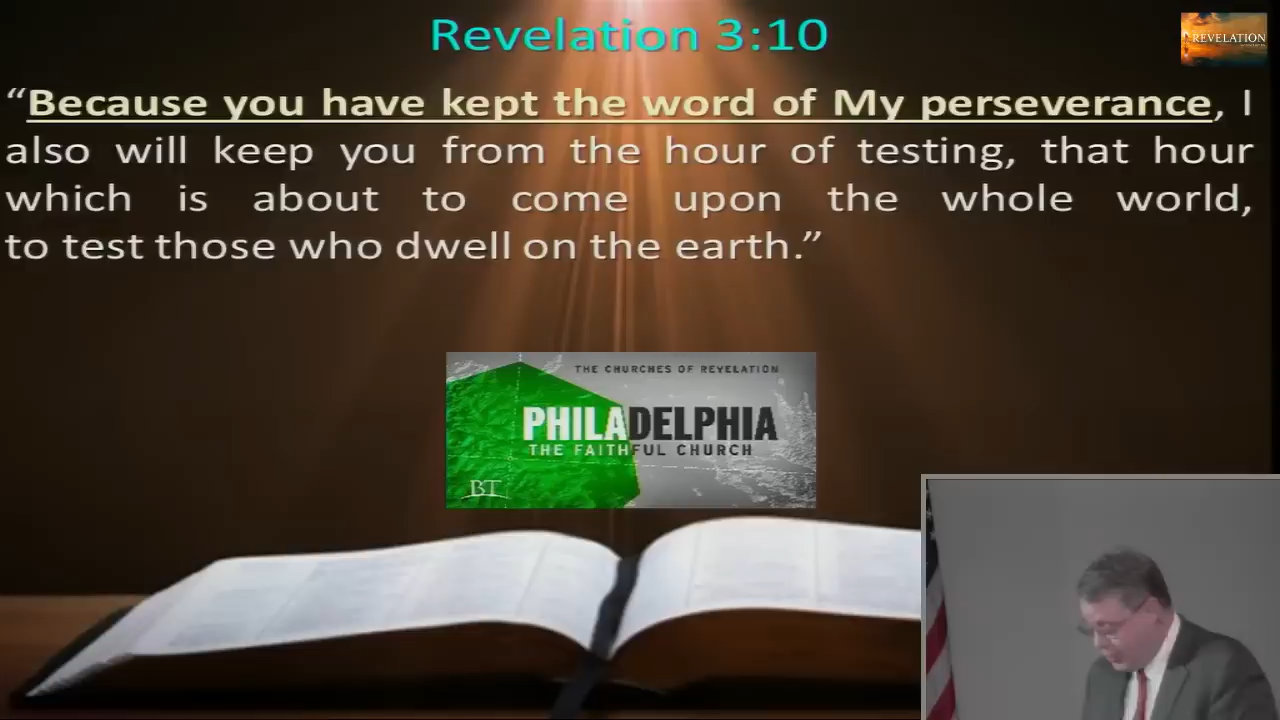 Revelation 3:10
REVELATION
“Because you have kept the word of My perseverance, I
also will keep you from the hour of testing, that hour
which is about to come upon the whole world,
to test those who dwell on the earth.”
THE CHURCHES OF REVELATION
PHILADELPHIA
THE FAITHFUL CHURCH
BT